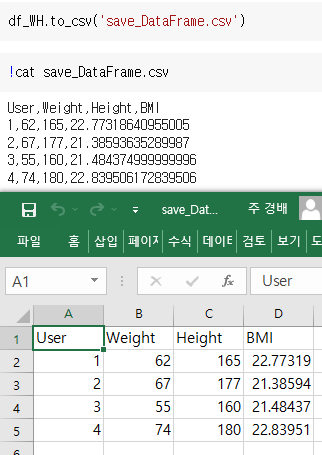 df_WH.to_csv('save_DataFrame.csv')
!cat save_DataFrame.csv
User,Weight,Height,BMI
1,62,165,22.77318640955005
2,67,177,21.38593635289987
3,55,160,21.484374999999996
4,74,180,22.839506172839506
save_Dat... 주 경배
파일 홈 삽입 페이지 수식 데이터 검토 보기 도
A1 fx User
A B C D
1 User Weight Height BMI
2 1 62 165 22.77319
3 2 67 177 21.38594
4 3 55 160 21.48437
5 4 74 180 22.83951